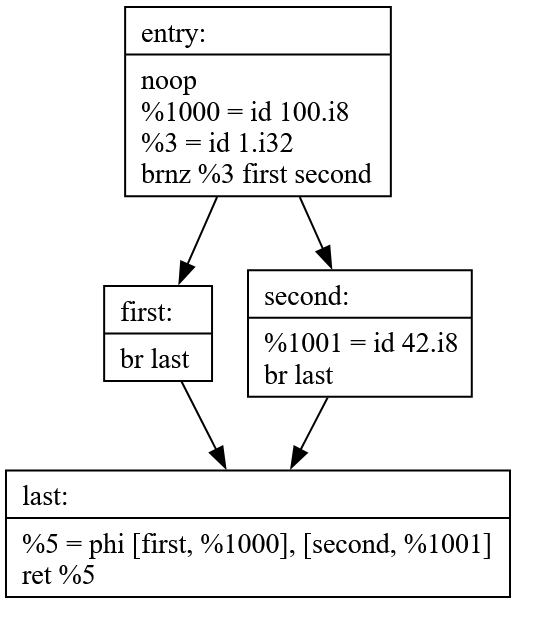 entry:
noop
%1000 = id 100.i8
%3 = id 1.i32
brnz %3 first second
first:
br last
second:
%1001 = id 42.i8
br last
last:
%5 = phi [first, %1000], [second, %1001]
ret %5